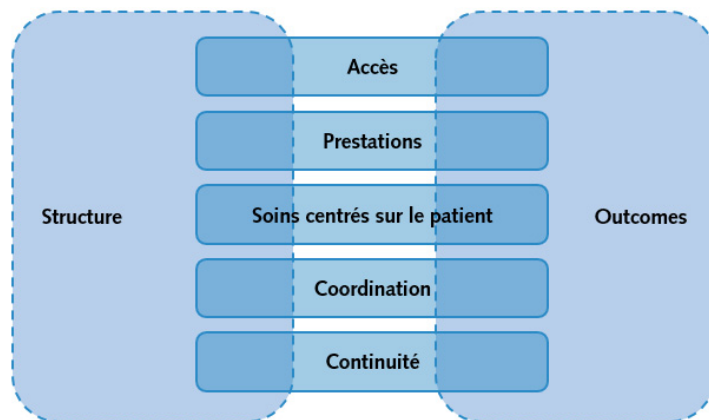 Accès
Prestations
Structure
Soins centrés sur le patient
Outcomes
Coordination
Continuité